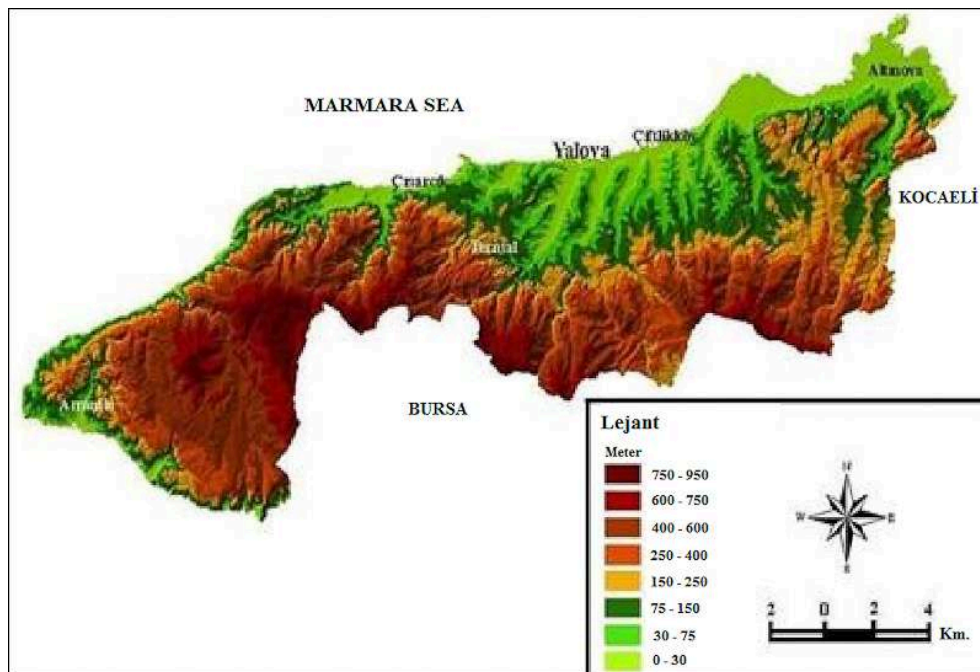 Altınova
MARMARA SEA
Çiftlikköy
Yalova
Çınarcık
KOCAELİ
Termal
Armutlu
BURSA
Lejant
Meter
750 - 950
600 - 750
400 - 600
250 - 400
150 - 250
75 - 150
30 - 75
0 - 30
N
W E
S
2 0 2 4 Km.